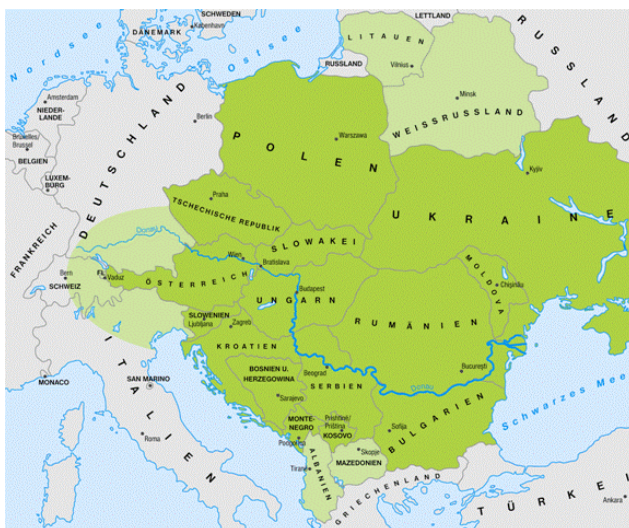 SCHWEDEN
LETTLAND
RUSSLAND
Nordsee
DÄNEMARK
København
Ostsee
LITAUEN
Vilnius
RUSSLAND
Minsk
WEISSRUSSLAND
Amsterdam
NIEDER-
LANDE
Berlin
DEUTSCHLAND
POLEN
Warszawa
Bruxelles/
Brussel
BELGIEN
LUXEM-
BURG
Kyjiv
UKRAINE
Praha
TSCHECHISCHE REPUBLIK
FRANKREICH
Donau
SLOWAKEI
Wien
Bratislava
MOLDOVA
Bern
SCHWEIZ
FL
Vaduz
ÖSTERREICH
Budapest
UNGARN
Chişinău
SLOWENIEN
Ljubljana
Zagreb
RUMÄNIEN
KROATIEN
ITALIEN
BOSNIEN U.
HERZEGOWINA
Beograd
Donau
Bucureşti
MONACO
SAN MARINO
SERBIEN
Sarajevo
Schwarzes Meer
MONTE-
NEGRO
Prishtinë/
Priština
KOSOVO
Sofija
BULGARIEN
Roma
Podgorica
Skopje
MAZEDONIEN
Tiranë
ALBANIEN
GRIECHENLAND
TÜRKEI
Ankara